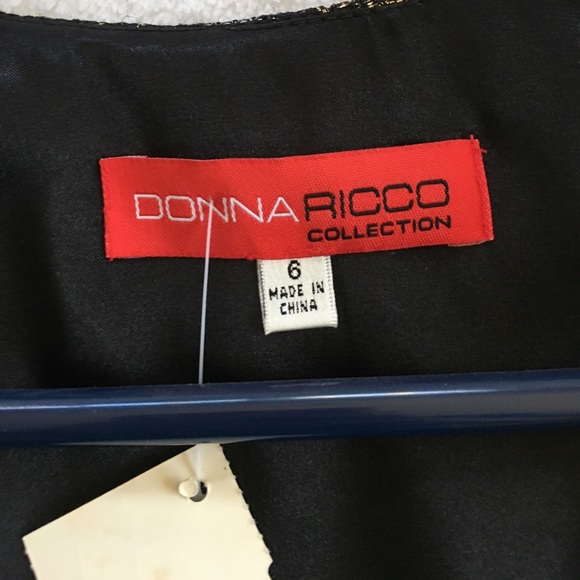 DONNA RICCO
COLLECTION
6
MADE IN
CHINA